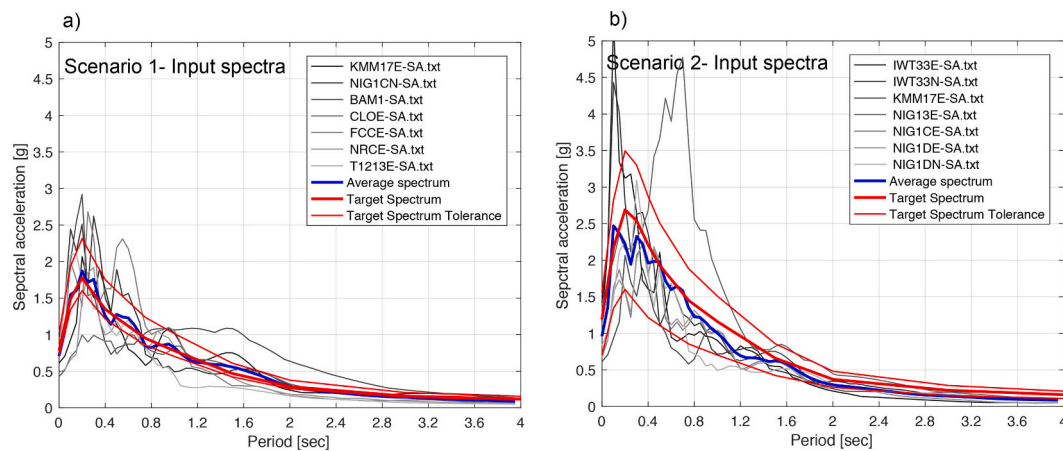 a)
Scenario 1- Input spectra
KMM17E-SA.txt
NIG1CN-SA.txt
BAM1-SA.txt
CLOE-SA.txt
FCCE-SA.txt
NRCE-SA.txt
T1213E-SA.txt
Average spectrum
Target Spectrum
Target Spectrum Tolerance
Sepctral acceleration [g]
5
4.5
4
3.5
3
2.5
2
1.5
1
0.5
0
0 0.4 0.8 1.2 1.6 2 2.4 2.8 3.2 3.6 4
Period [sec]
b)
Scenario 2- Input spectra
IWT33E-SA.txt
IWT33N-SA.txt
KMM17E-SA.txt
NIG13E-SA.txt
NIG1CE-SA.txt
NIG1DE-SA.txt
NIG1DN-SA.txt
Average spectrum
Target Spectrum
Target Spectrum Tolerance
Sepctral acceleration [g]
5
4.5
4
3.5
3
2.5
2
1.5
1
0.5
0
0 0.4 0.8 1.2 1.6 2 2.4 2.8 3.2 3.6 4
Period [sec]